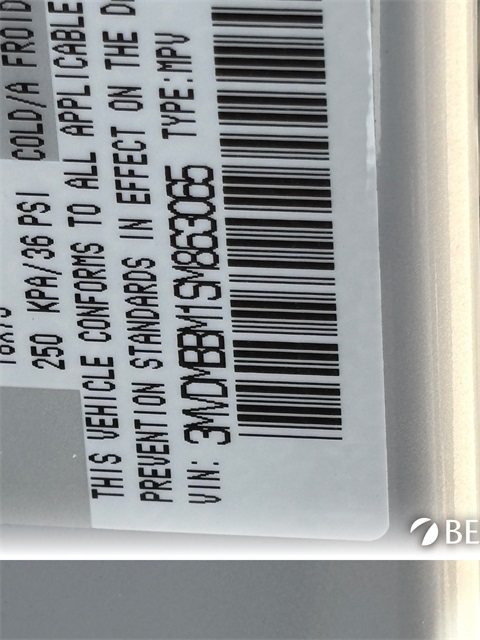 250 KPA/36 PSI COLD/A FROID
THIS VEHICLE CONFORMS TO ALL APPLICABLE
PREVENTION STANDARDS IN EFFECT ON THE
VIN: 3MVDMBBM1SM863065 TYPE:MPV
BE